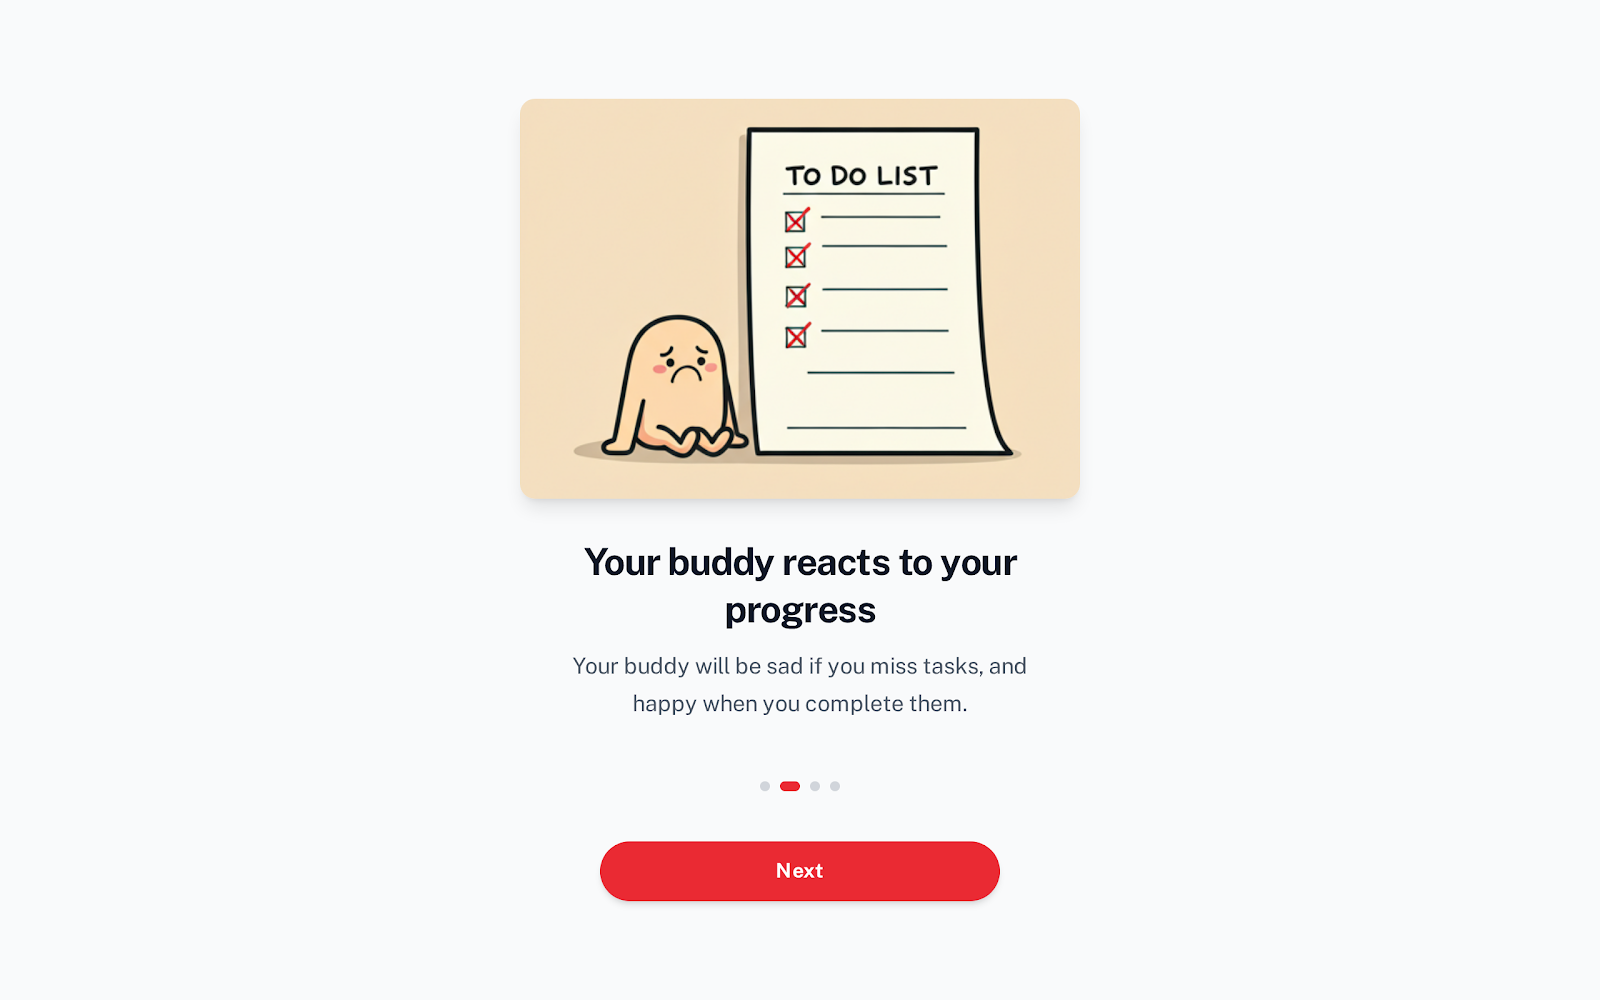 TO DO LIST
Your buddy reacts to your
progress
Your buddy will be sad if you miss tasks, and
happy when you complete them.
Next